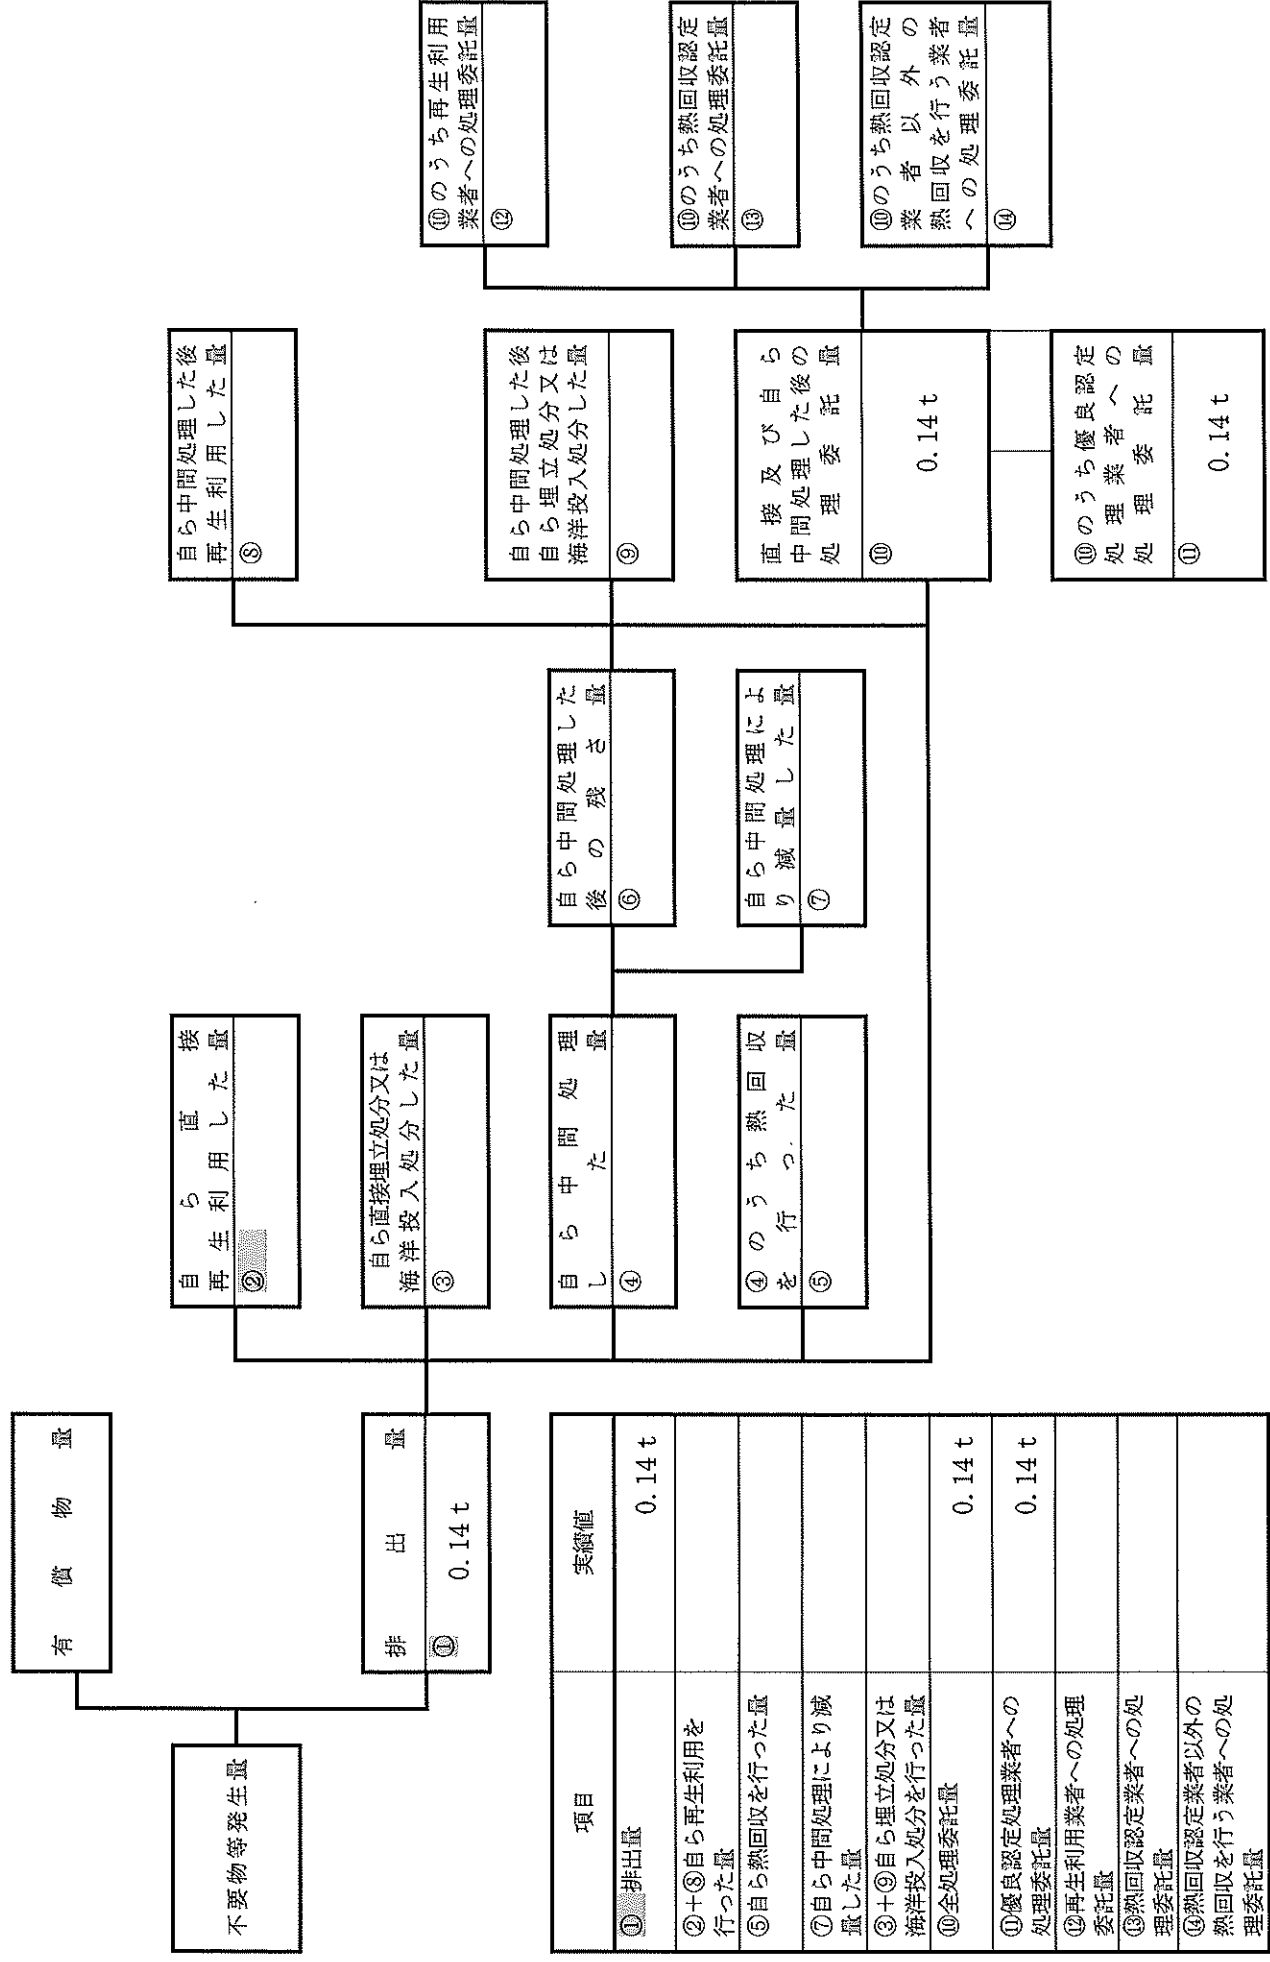 不要物等発生量
有償物量
排出量
①
0.14 t
自ら直接
再生利用した量
②
自ら直接埋立処分又は
海洋投入処分した量
③
自ら中間処理
した量
④
④のうち熱回収
を行った量
⑤
自ら中間処理した
後の残さ量
⑥
自ら中間処理によ
り減量した量
⑦
自ら中間処理した後
再生利用した量
⑧
自ら中間処理した後
自ら埋立処分又は
海洋投入処分した量
⑨
直接及び自ら
中間処理した後の
処理委託量
⑩
0.14 t
⑩のうち優良認定
処理業者への
処理委託量
⑪
0.14 t
⑩のうち再生利用
業者への処理委託量
⑫
⑩のうち熱回収認定
業者への処理委託量
⑬
⑩のうち熱回収認定
業者以外の
熱回収を行う業者
への処理委託量
⑭
項目
実績値
①排出量
0.14 t
②+⑧自ら再生利用を
行った量
⑤自ら熱回収を行った量
⑦自ら中間処理により減
量した量
③+⑨自ら埋立処分又は
海洋投入処分を行った量
⑩全処理委託量
0.14 t
⑪優良認定処理業者への
処理委託量
0.14 t
⑫再生利用業者への処理
委託量
⑬熱回収認定業者への処
理委託量
⑭熱回収認定業者以外の
熱回収を行う業者への処
理委託量